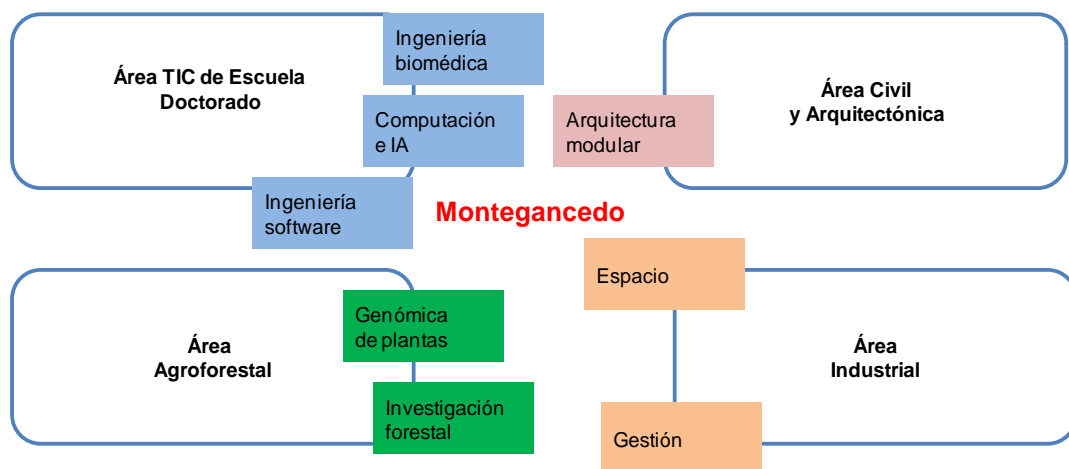 Área TIC de Escuela
Doctorado
Ingeniería
biomédica
Computación
e IA
Ingeniería
software
Arquitectura
modular
Área Civil
y Arquitectónica
Montegancedo
Área
Agroforestal
Genómica
de plantas
Investigación
forestal
Espacio
Gestión
Área
Industrial